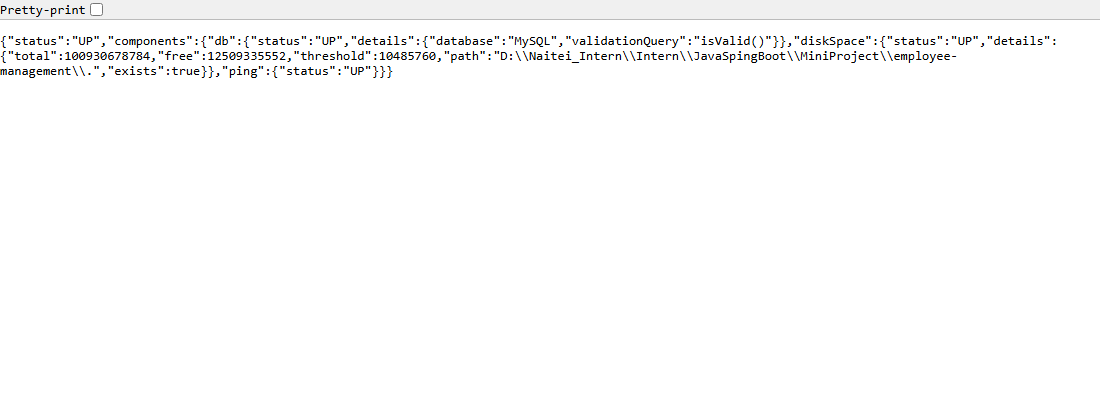 Pretty-print
{"status":"UP","components":{"db":{"status":"UP","details":{"database":"MySQL","validationQuery":"isValid()"}},"diskSpace":{"status":"UP","details":
{"total":100930678784,"free":12509335552,"threshold":10485760,"path":"D:\\Naitei_Intern\\Intern\\JavaSpingBoot\\MiniProject\\employee-
management\\.","exists":true}},"ping":{"status":"UP"}}}